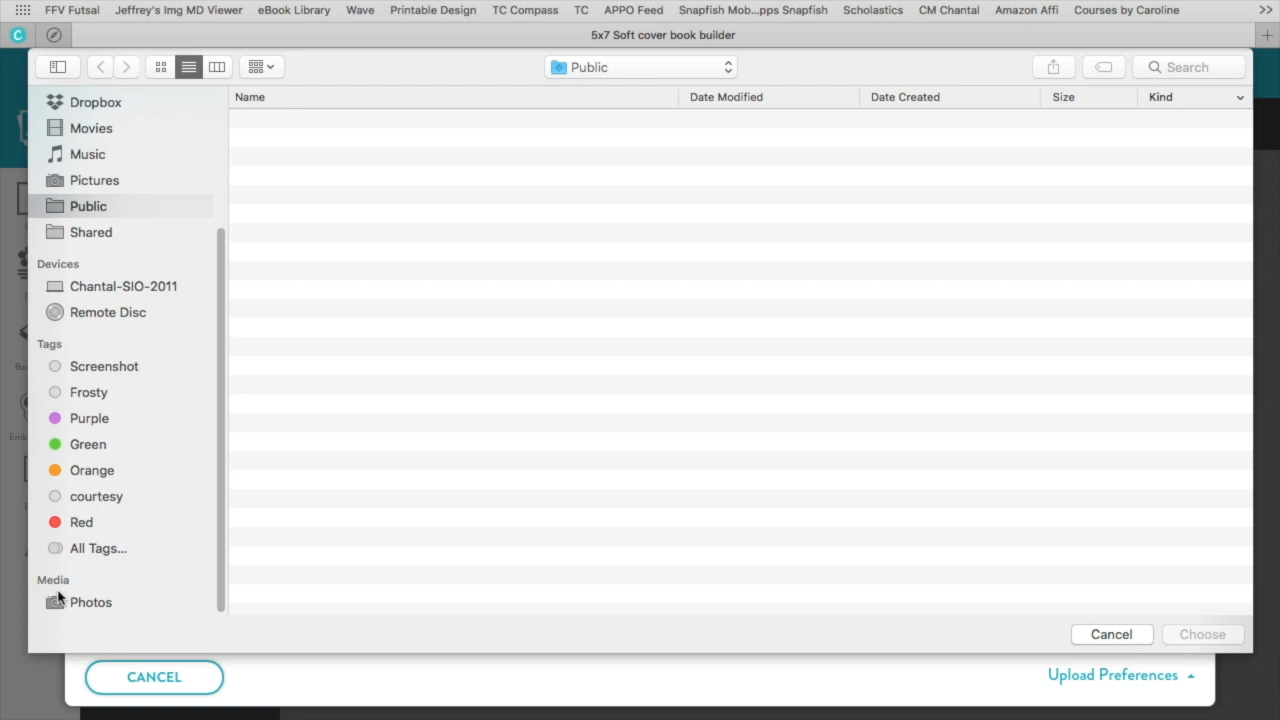 FFV Futsal Jeffrey's Img MD Viewer eBook Library Wave Printable Design TC Compass TC APPO Feed Snapfish Mob...pps Snapfish Scholastics CM Chantal Amazon Affi Courses by Caroline >>
C 5x7 Soft cover book builder +
Public Search
Name Date Modified Date Created Size Kind
Dropbox
Movies
Music
Pictures
Public
Shared
Devices
Chantal-SIO-2011
Remote Disc
Tags
Screenshot
Frosty
Purple
Green
Orange
courtesy
Red
All Tags...
Media
Photos
Cancel Choose
CANCEL Upload Preferences